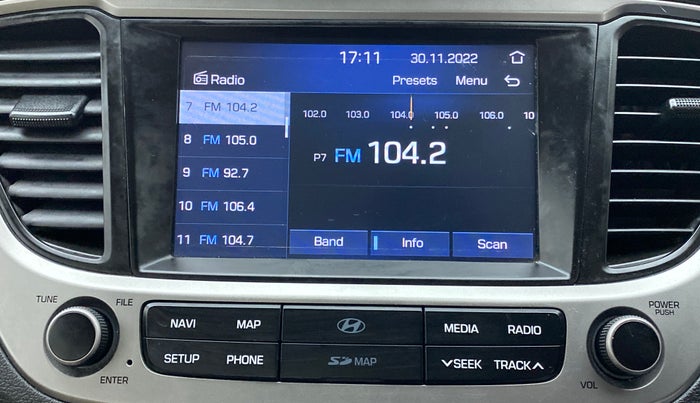 17:11 30.11.2022
Radio Presets Menu
7 FM 104.2
8 FM 105.0
9 FM 92.7
10 FM 106.4
11 FM 104.7
102.0 103.0 104.0 105.0 106.0 10
P7 FM 104.2
Band Info Scan
TUNE FILE
ENTER
NAVI MAP
SETUP PHONE
SD MAP
MEDIA RADIO
SEEK TRACK
POWER
PUSH
VOL